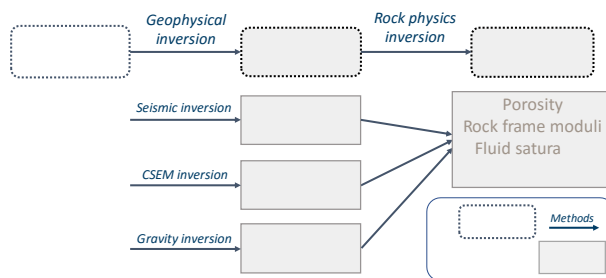 Geophysical
inversion
Rock physics
inversion
Seismic inversion
CSEM inversion
Gravity inversion
Porosity
Rock frame moduli
Fluid satura
Methods